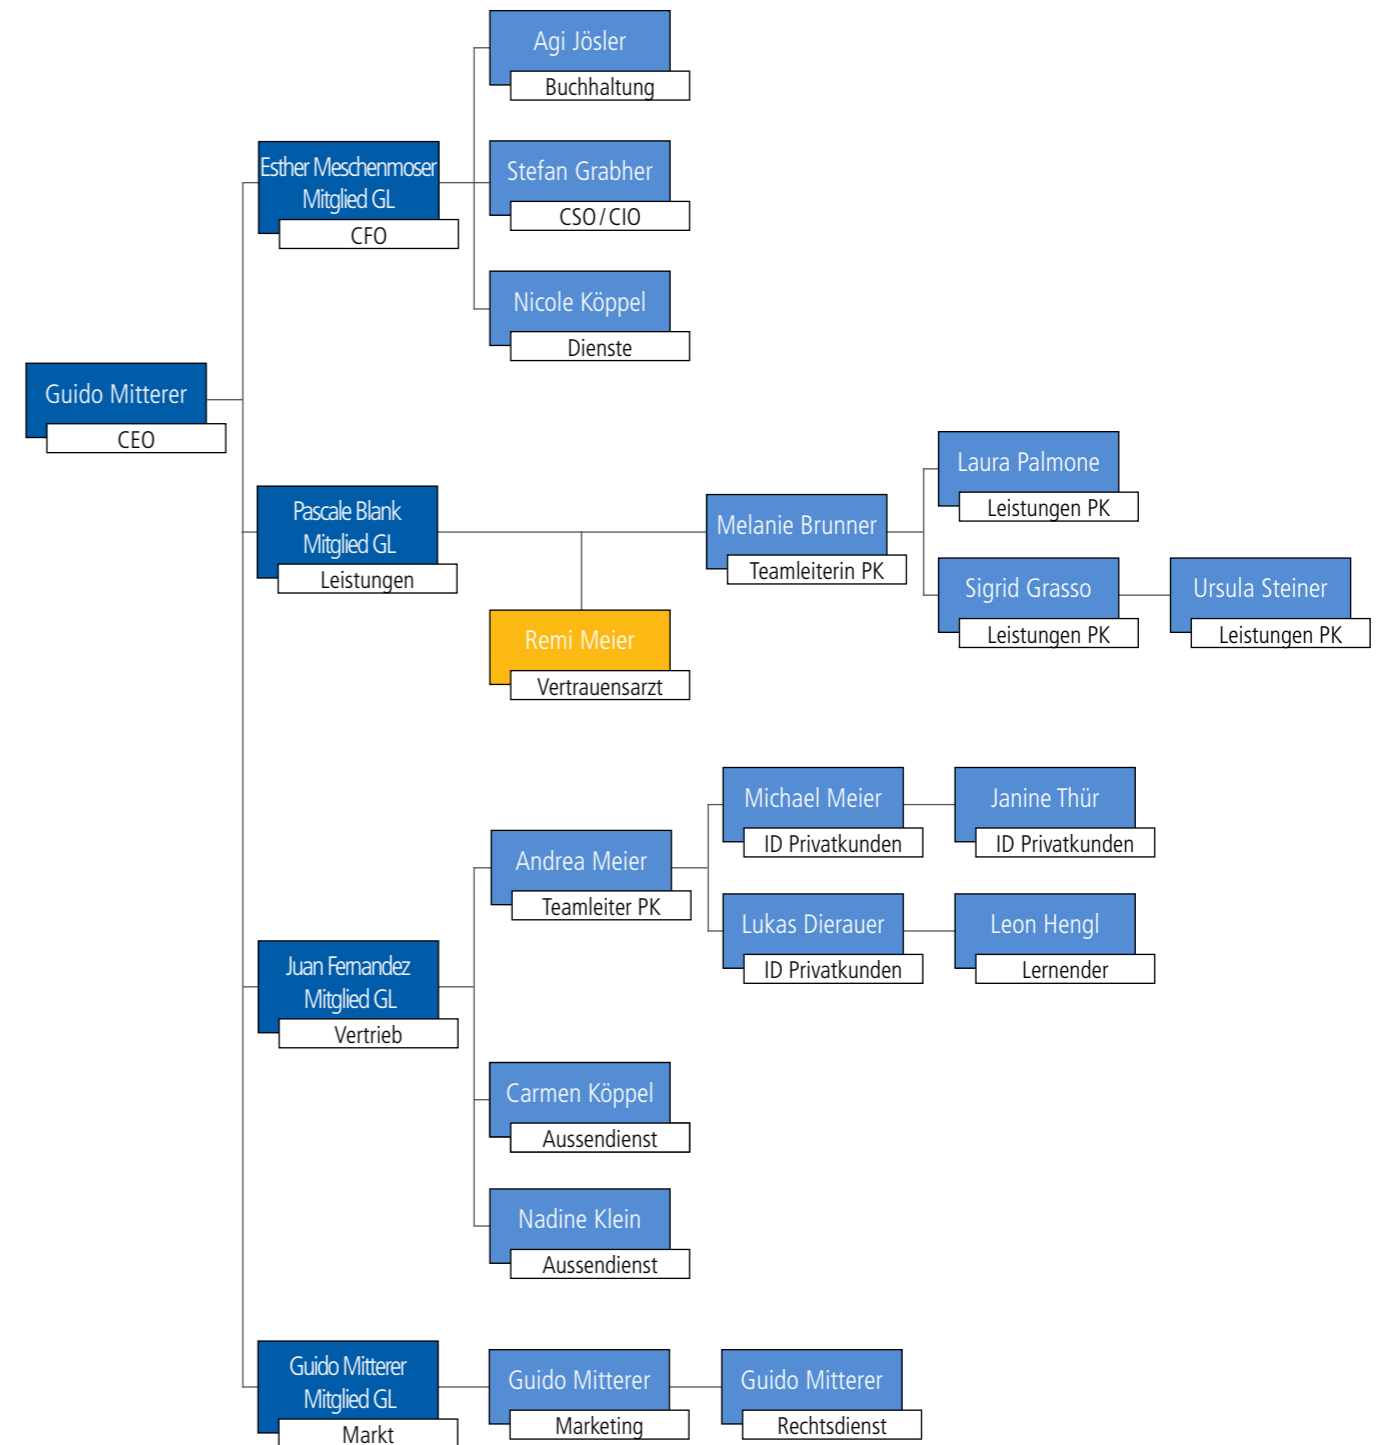 Agi Jösler
Buchhaltung
Esther Meschenmoser
Mitglied GL
CFO
Stefan Grabher
CSO / CIO
Nicole Köppel
Dienste
Guido Mitterer
CEO
Pascale Blank
Mitglied GL
Leistungen
Remi Meier
Vertrauensarzt
Melanie Brunner
Teamleiterin PK
Laura Palmone
Leistungen PK
Sigrid Grasso
Leistungen PK
Ursula Steiner
Leistungen PK
Juan Fernandez
Mitglied GL
Vertrieb
Andrea Meier
Teamleiter PK
Michael Meier
ID Privatkunden
Janine Thür
ID Privatkunden
Lukas Dierauer
ID Privatkunden
Leon Hengl
Lernender
Carmen Köppel
Aussendienst
Nadine Klein
Aussendienst
Guido Mitterer
Mitglied GL
Markt
Guido Mitterer
Marketing
Guido Mitterer
Rechtsdienst